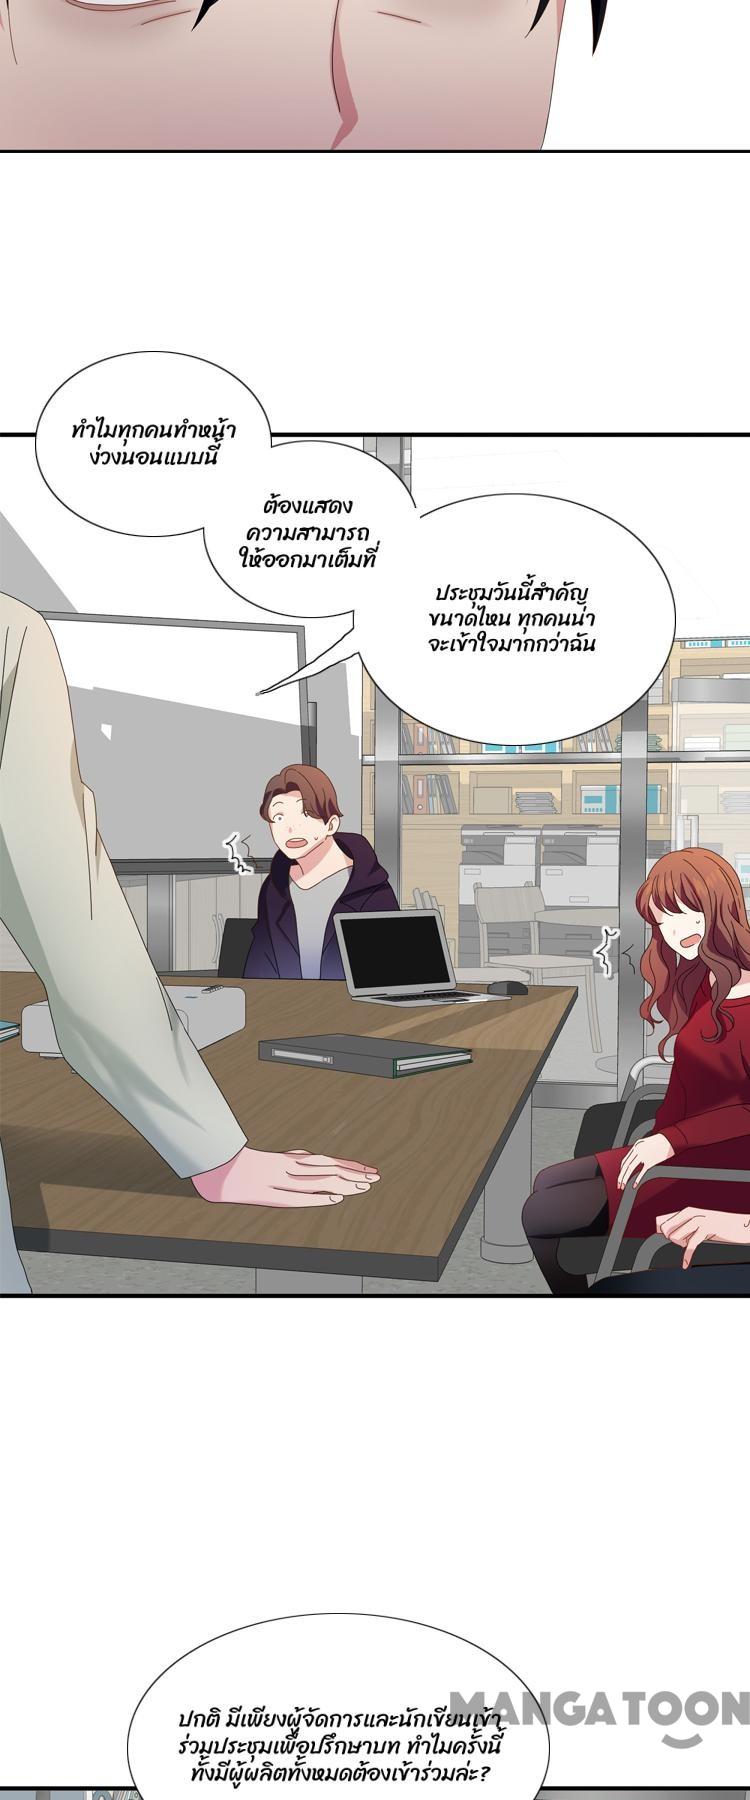 ทำไมทุกคนทำหน้า
ง่วงนอนแบบนี้
ต้องแสดง
ความสามารถ
ให้ออกมาเต็มที่
ประชุมวันนี้สำคัญ
ขนาดไหน ทุกคนน่า
จะเข้าใจมากกว่าฉัน
MANGATOON
ปกติ มีเพียงผู้จัดการและนักเขียนเข้า
ร่วมประชุมเพื่อปรึกษาบท ทำไมครั้งนี้
ทั้งมีผู้ผลิตทั้งหมดต้องเข้าร่วมล่ะ?